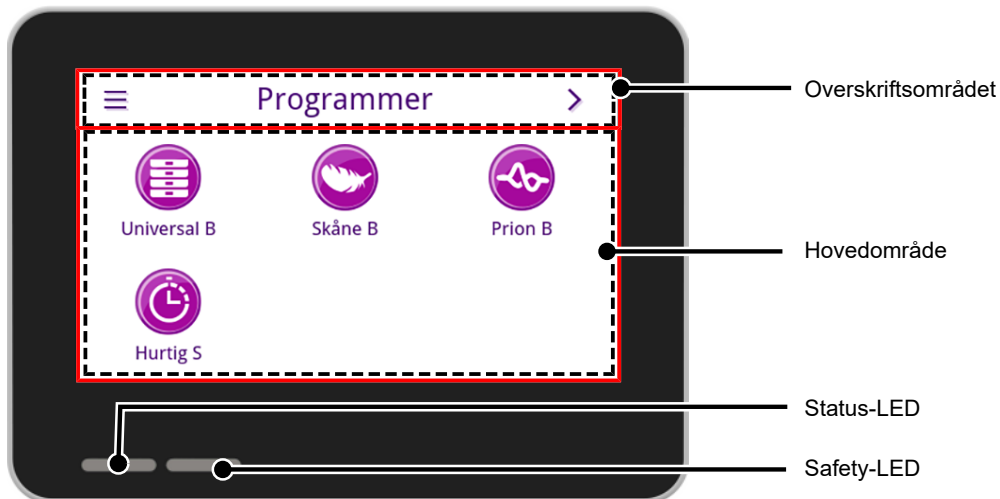 Programmer
Overskriftsområdet
Universal B
Skåne B
Prion B
Hovedområde
Hurtig S
Status-LED
Safety-LED